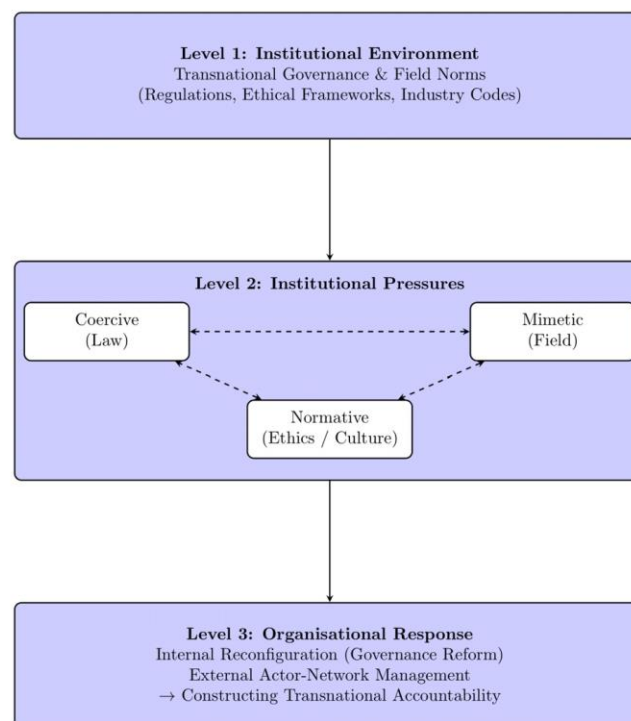 Level 1: Institutional Environment
Transnational Governance & Field Norms
(Regulations, Ethical Frameworks, Industry Codes)
Level 2: Institutional Pressures
Coercive
(Law)
Mimetic
(Field)
Normative
(Ethics / Culture)
Level 3: Organisational Response
Internal Reconfiguration (Governance Reform)
External Actor-Network Management
→ Constructing Transnational Accountability